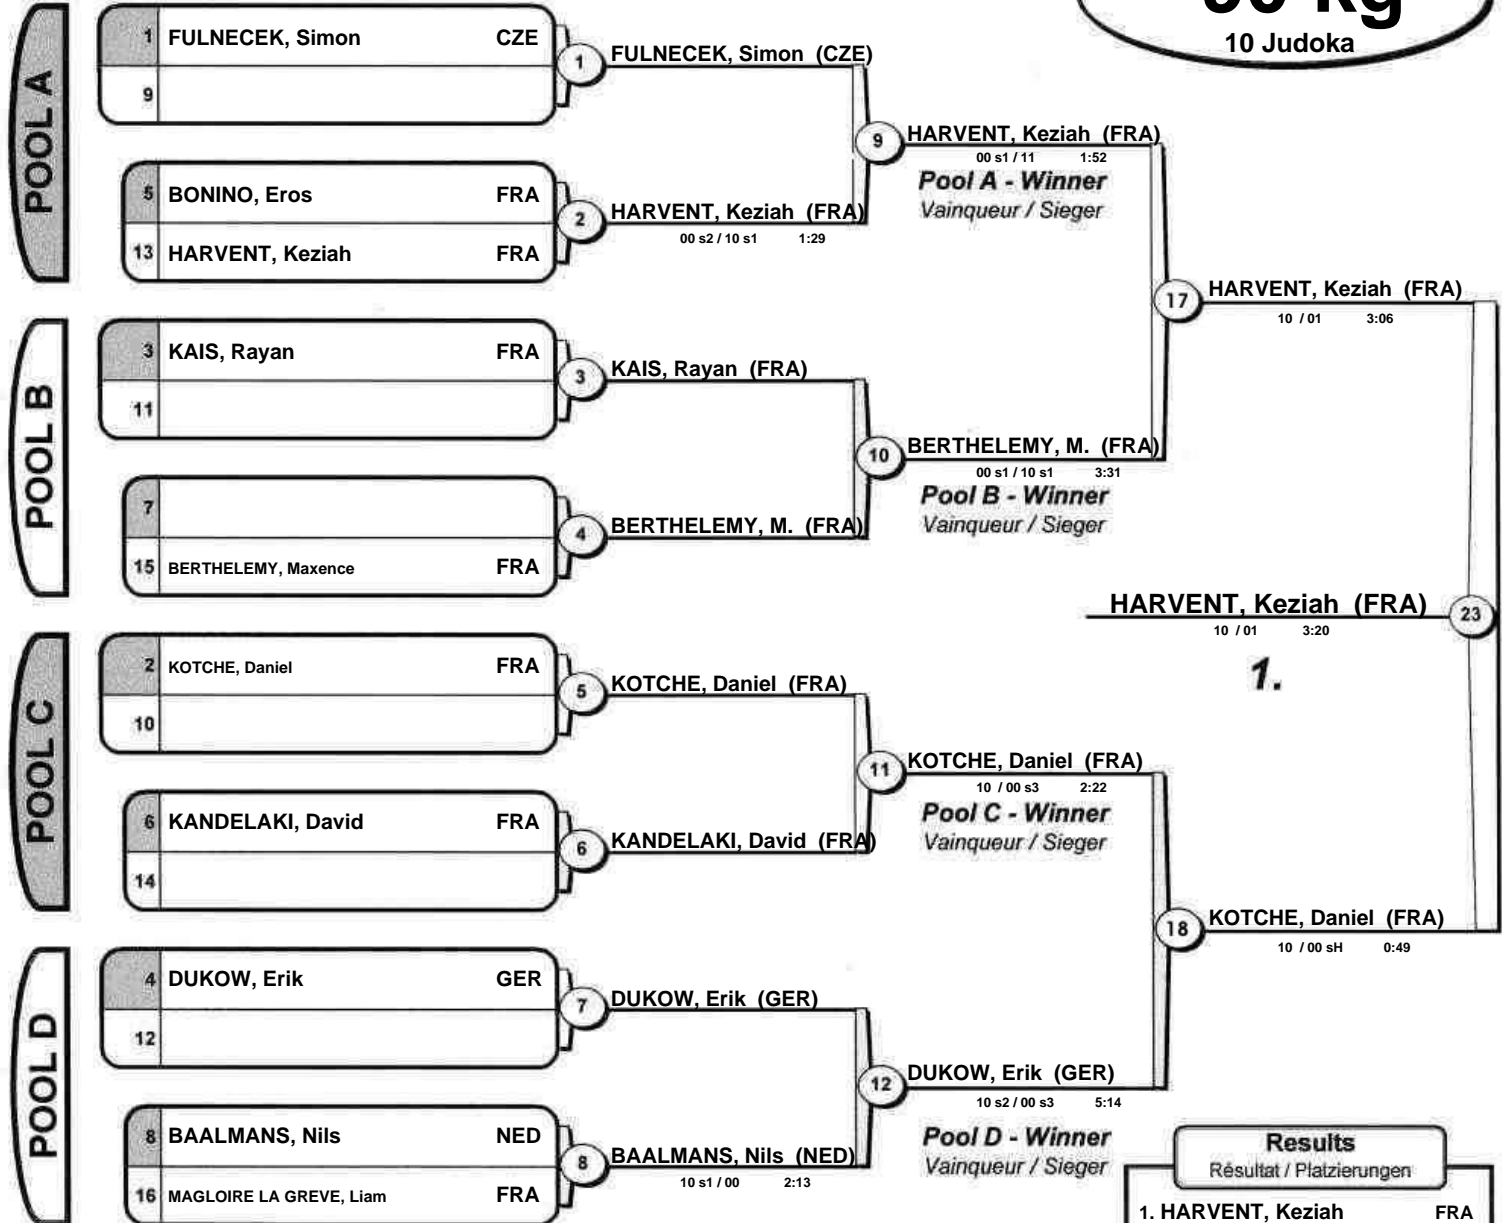 10 Judoka
POOL A
1 FULNECEK, Simon CZE
9
1
FULNECEK, Simon (CZE)
5 BONINO, Eros FRA
13 HARVENT, Keziah FRA
2
HARVENT, Keziah (FRA)
00 s2 / 10 s1 1:29
9
HARVENT, Keziah (FRA)
00 s1 / 11 1:52
Pool A - Winner
Vainqueur / Sieger
POOL B
3 KAIS, Rayan FRA
11
3
KAIS, Rayan (FRA)
7
15 BERTHELEMY, Maxence FRA
4
BERTHELEMY, M. (FRA)
10
BERTHELEMY, M. (FRA)
00 s1 / 10 s1 3:31
Pool B - Winner
Vainqueur / Sieger
17
HARVENT, Keziah (FRA)
10 / 01 3:06
HARVENT, Keziah (FRA)
23
10 / 01 3:20
1.
POOL C
2 KOTCHE, Daniel FRA
10
5
KOTCHE, Daniel (FRA)
6 KANDELAKI, David FRA
14
6
KANDELAKI, David (FRA)
11
KOTCHE, Daniel (FRA)
10 / 00 s3 2:22
Pool C - Winner
Vainqueur / Sieger
POOL D
4 DUKOW, Erik GER
12
7
DUKOW, Erik (GER)
8 BAALMANS, Nils NED
16 MAGLOIRE LA GREVE, Liam FRA
8
BAALMANS, Nils (NED)
10 s1 / 00 2:13
12
DUKOW, Erik (GER)
10 s2 / 00 s3 5:14
Pool D - Winner
Vainqueur / Sieger
18
KOTCHE, Daniel (FRA)
10 / 00 sH 0:49
Results
Résultat / Platzierungen
1. HARVENT, Keziah FRA